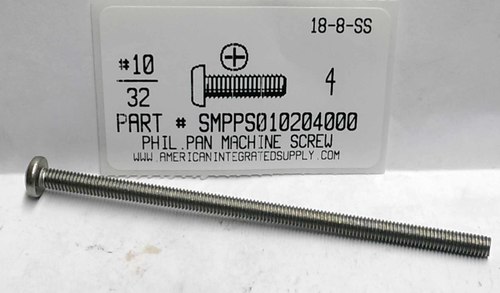 18-8-SS
#10
32
4
PART # SMPPS010204000
PHIL.PAN MACHINE SCREW
WWW.AMERICANINTEGRATEDSUPPLY.COM